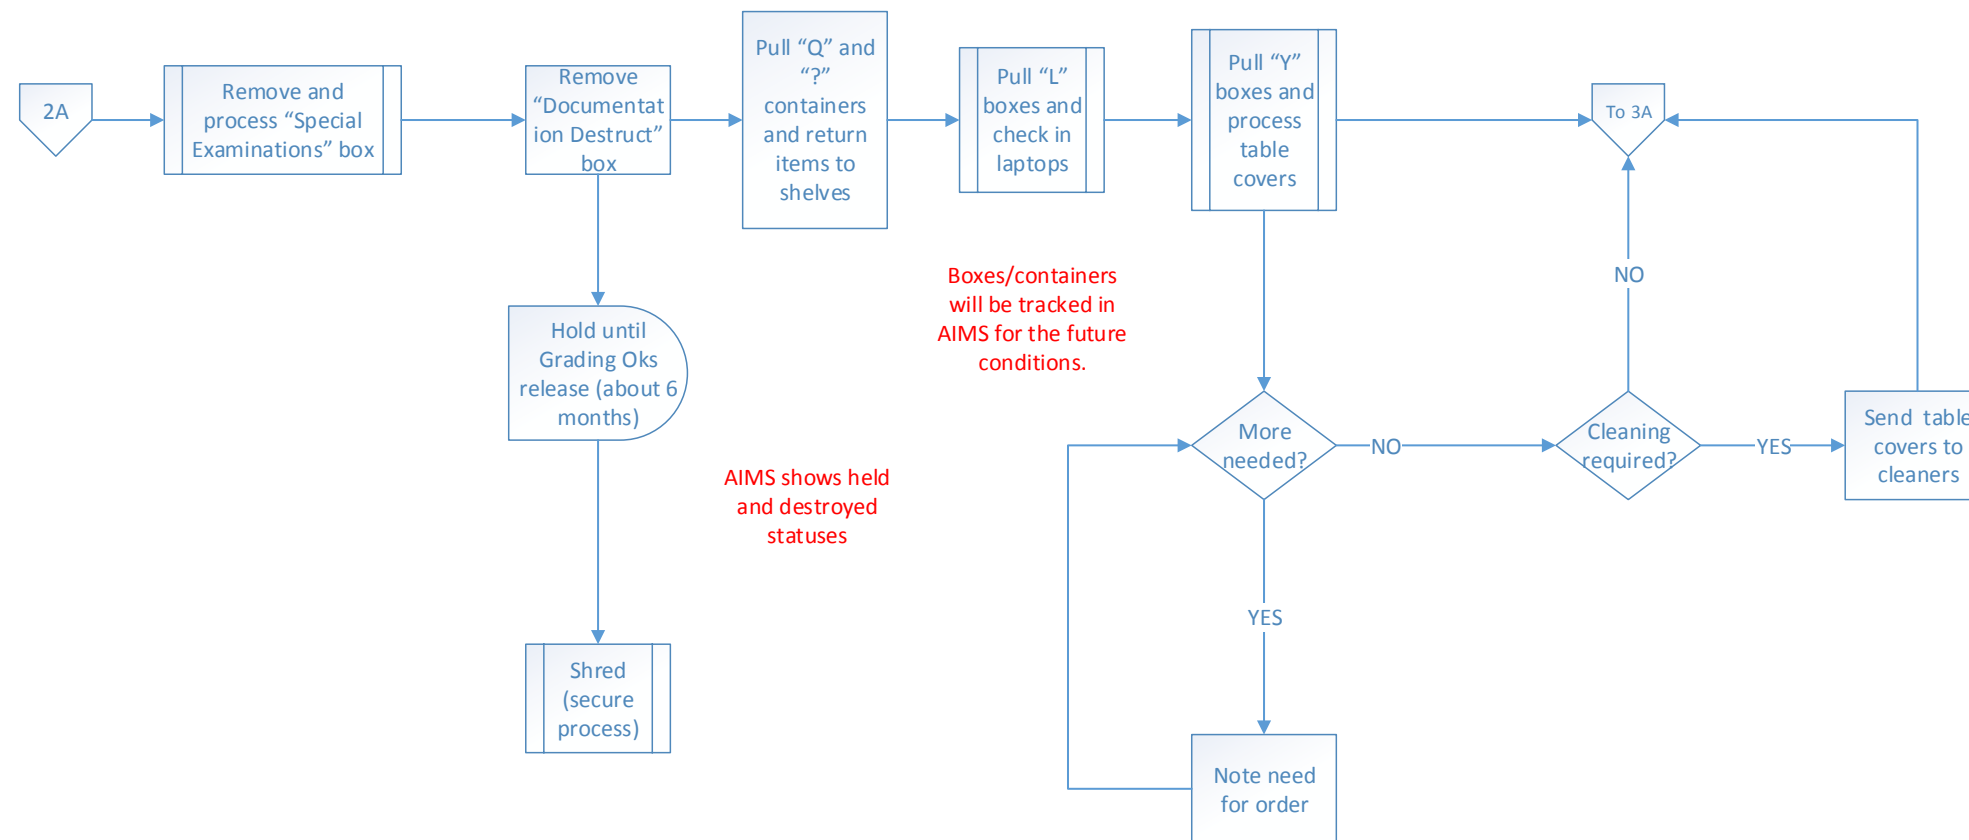 2A
Remove and
process “Special
Examinations” box
Remove
“Documentat
ion Destruct”
box
Pull “Q” and
“?”
containers
and return
items to
shelves
Pull “L”
boxes and
check in
laptops
Pull “Y”
boxes and
process
table
covers
To 3A
Boxes/containers
will be tracked in
AIMS for the future
conditions.
NO
Hold until
Grading Oks
release (about 6
months)
More
needed?
NO
Cleaning
required?
YES
Send table
covers to
cleaners
AIMS shows held
and destroyed
statuses
YES
Shred
(secure
process)
Note need
for order